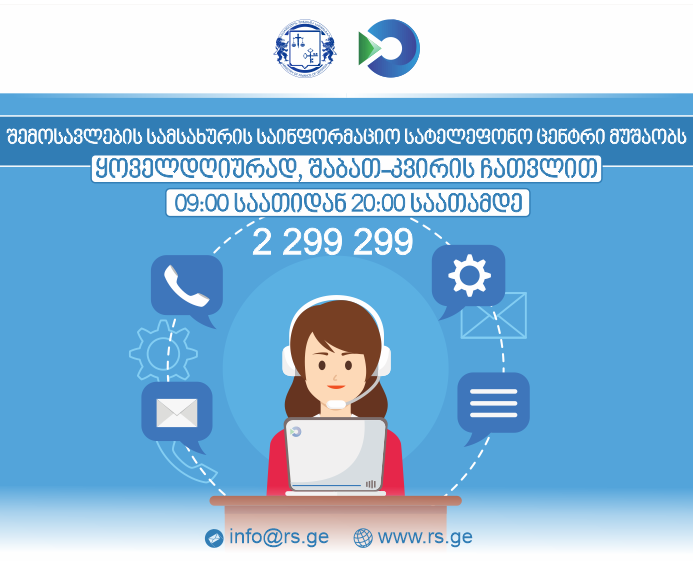 შემოსავლების სამსახურის საინფორმაციო სატელეფონო ცენტრი მუშაობს
ყოველდღიურად, შაბათ-კვირის ჩათვლით
09:00 საათიდან 20:00 საათამდე
2 299 299
info@rs.ge www.rs.ge